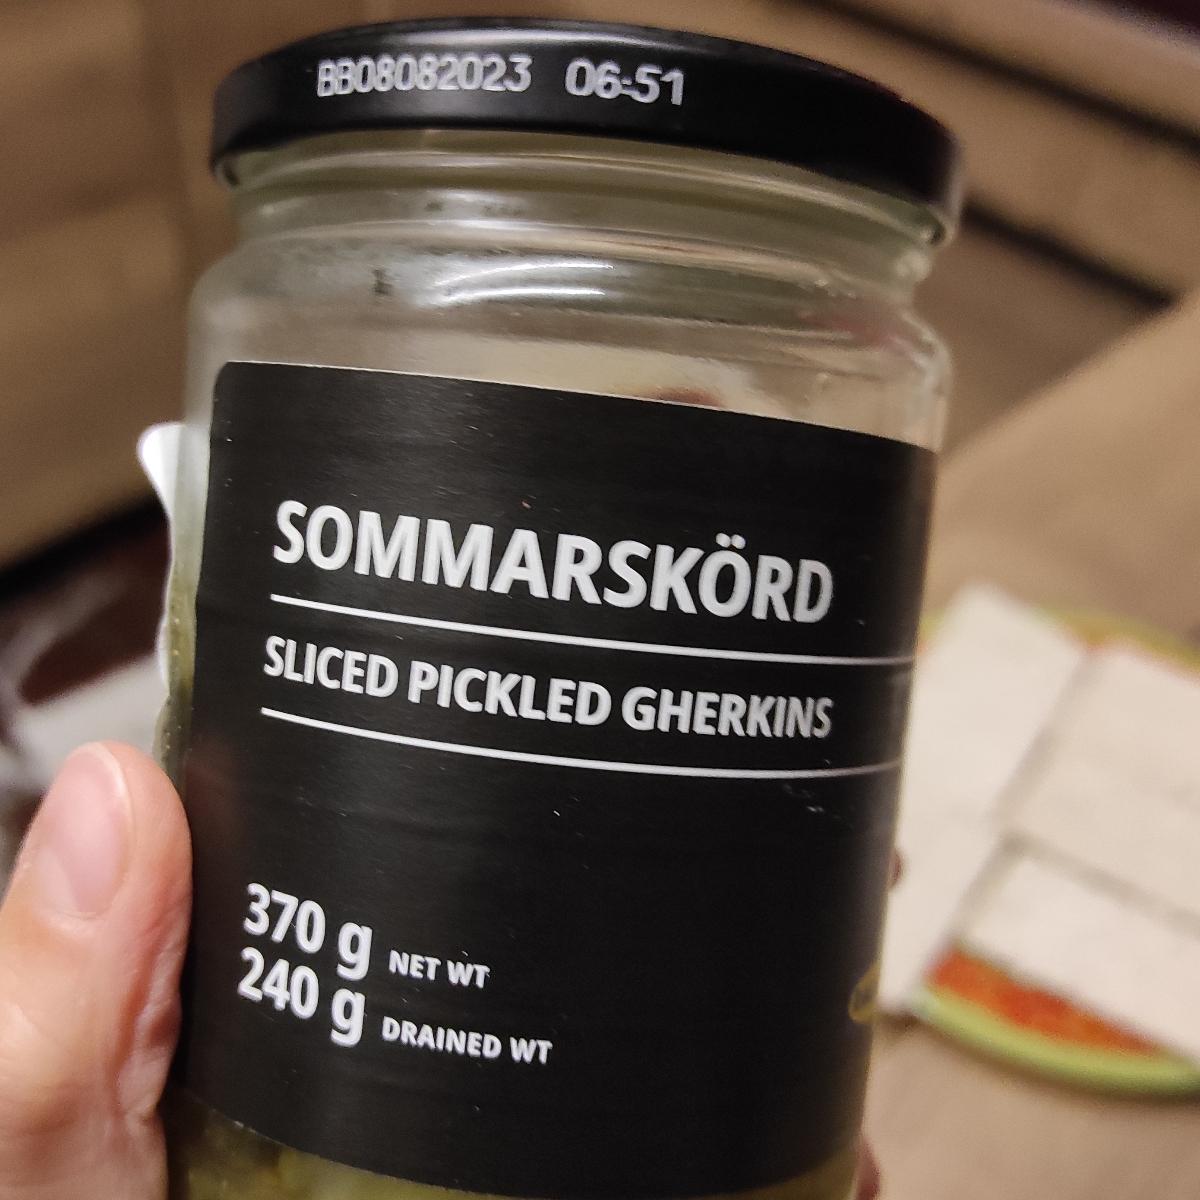 BB08082023 06:51
SOMMARSKÖRD
SLICED PICKLED GHERKINS
370 g NET WT
240 g DRAINED WT